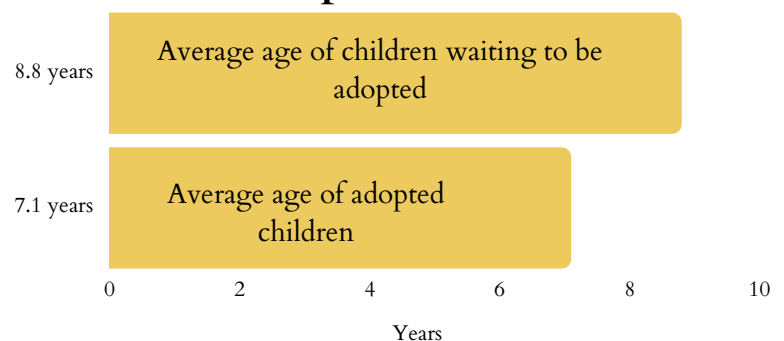 8.8 years
Average age of children waiting to be
adopted
7.1 years
Average age of adopted
children
0 2 4 6 8 10
Years